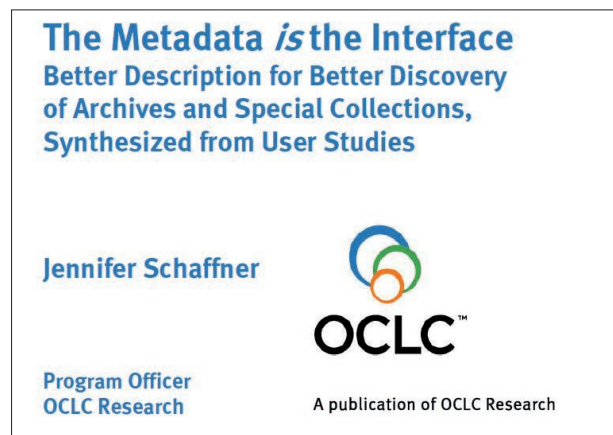 The Metadata is the Interface
Better Description for Better Discovery
of Archives and Special Collections,
Synthesized from User Studies
Jennifer Schaffner
OCLC™
Program Officer
OCLC Research
A publication of OCLC Research